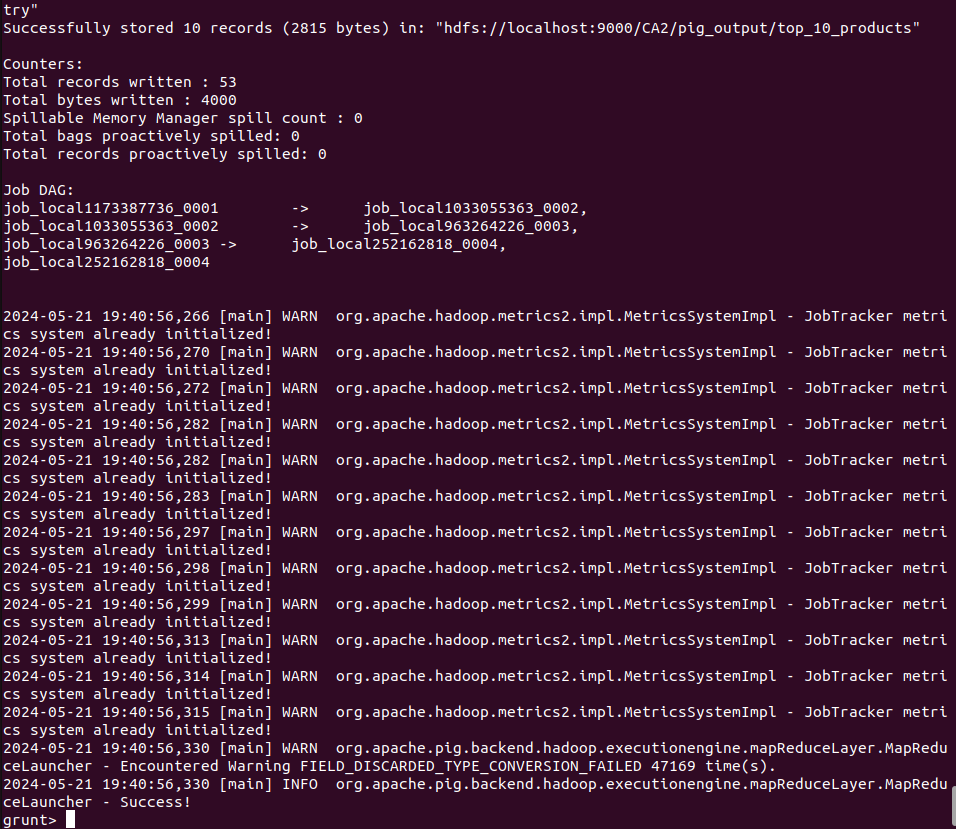 try"
Successfully stored 10 records (2815 bytes) in: "hdfs://localhost:9000/CA2/pig_output/top_10_products"

Counters:
Total records written : 53
Total bytes written : 4000
Spillable Memory Manager spill count : 0
Total bags proactively spilled: 0
Total records proactively spilled: 0

Job DAG:
job_local1173387736_0001	->	job_local1033055363_0002,
job_local1033055363_0002	->	job_local963264226_0003,
job_local963264226_0003	->	job_local252162818_0004,
job_local252162818_0004


2024-05-21 19:40:56,266 [main] WARN  org.apache.hadoop.metrics2.impl.MetricsSystemImpl - JobTracker metri
cs system already initialized!
2024-05-21 19:40:56,270 [main] WARN  org.apache.hadoop.metrics2.impl.MetricsSystemImpl - JobTracker metri
cs system already initialized!
2024-05-21 19:40:56,272 [main] WARN  org.apache.hadoop.metrics2.impl.MetricsSystemImpl - JobTracker metri
cs system already initialized!
2024-05-21 19:40:56,282 [main] WARN  org.apache.hadoop.metrics2.impl.MetricsSystemImpl - JobTracker metri
cs system already initialized!
2024-05-21 19:40:56,282 [main] WARN  org.apache.hadoop.metrics2.impl.MetricsSystemImpl - JobTracker metri
cs system already initialized!
2024-05-21 19:40:56,283 [main] WARN  org.apache.hadoop.metrics2.impl.MetricsSystemImpl - JobTracker metri
cs system already initialized!
2024-05-21 19:40:56,297 [main] WARN  org.apache.hadoop.metrics2.impl.MetricsSystemImpl - JobTracker metri
cs system already initialized!
2024-05-21 19:40:56,298 [main] WARN  org.apache.hadoop.metrics2.impl.MetricsSystemImpl - JobTracker metri
cs system already initialized!
2024-05-21 19:40:56,299 [main] WARN  org.apache.hadoop.metrics2.impl.MetricsSystemImpl - JobTracker metri
cs system already initialized!
2024-05-21 19:40:56,313 [main] WARN  org.apache.hadoop.metrics2.impl.MetricsSystemImpl - JobTracker metri
cs system already initialized!
2024-05-21 19:40:56,314 [main] WARN  org.apache.hadoop.metrics2.impl.MetricsSystemImpl - JobTracker metri
cs system already initialized!
2024-05-21 19:40:56,315 [main] WARN  org.apache.hadoop.metrics2.impl.MetricsSystemImpl - JobTracker metri
cs system already initialized!
2024-05-21 19:40:56,330 [main] WARN  org.apache.pig.backend.hadoop.executionengine.mapReduceLayer.MapRedu
ceLauncher - Encountered Warning FIELD_DISCARDED_TYPE_CONVERSION_FAILED 47169 time(s).
2024-05-21 19:40:56,330 [main] INFO  org.apache.pig.backend.hadoop.executionengine.mapReduceLayer.MapRedu
ceLauncher - Success!
grunt>